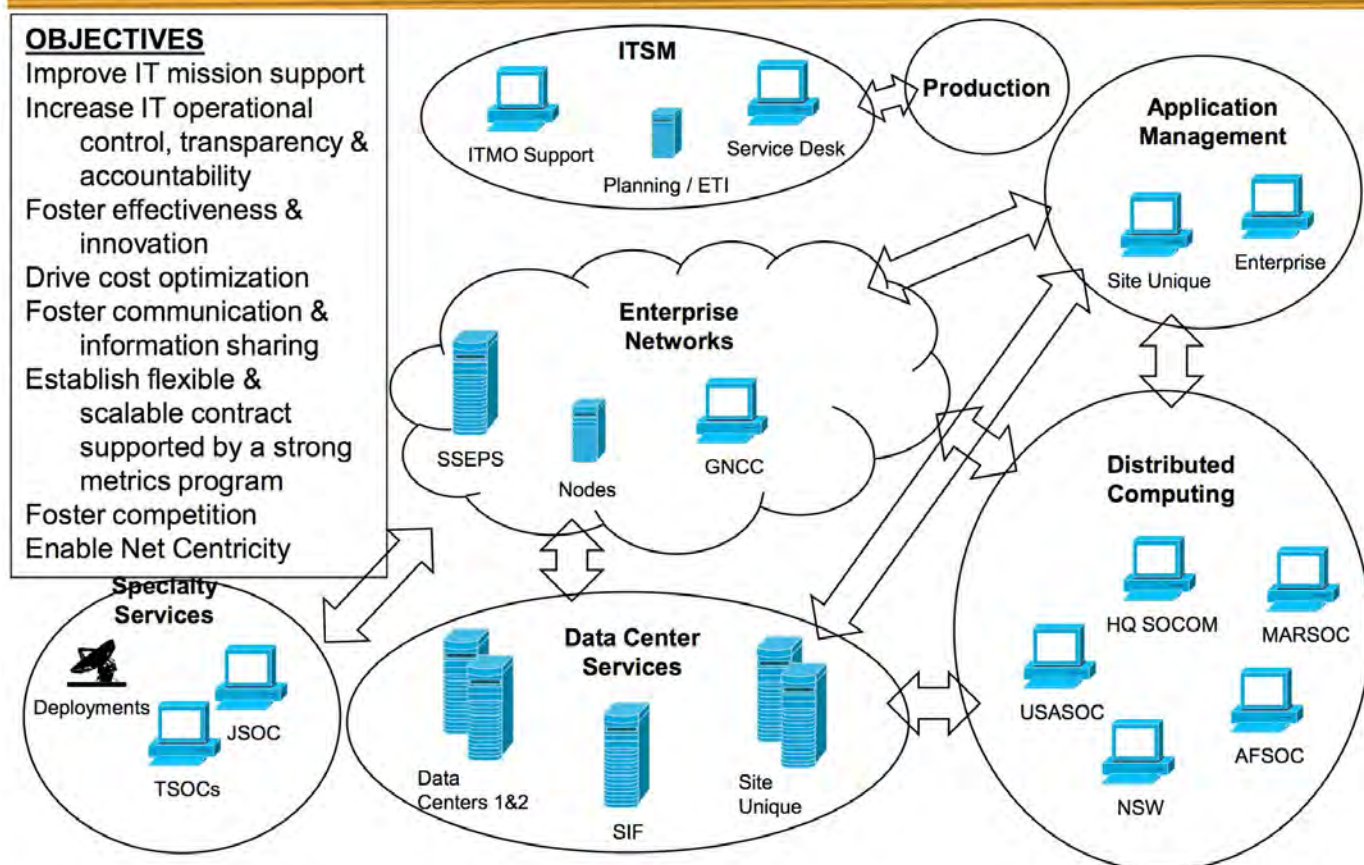 OBJECTIVES
Improve IT mission support
Increase IT operational
control, transparency &
accountability
Foster effectiveness &
innovation
Drive cost optimization
Foster communication &
information sharing
Establish flexible &
scalable contract
supported by a strong
metrics program
Foster competition
Enable Net Centricity
ITSM
ITMO Support
Planning / ETI
Service Desk
Production
Application
Management
Site Unique
Enterprise
Enterprise
Networks
SSEPS
Nodes
GNCC
Distributed
Computing
HQ SOCOM
MARSOC
USASOC
AFSOC
NSW
Specialty
Services
Deployments
JSOC
TSOCs
Data Center
Services
Data
Centers 1&2
SIF
Site
Unique